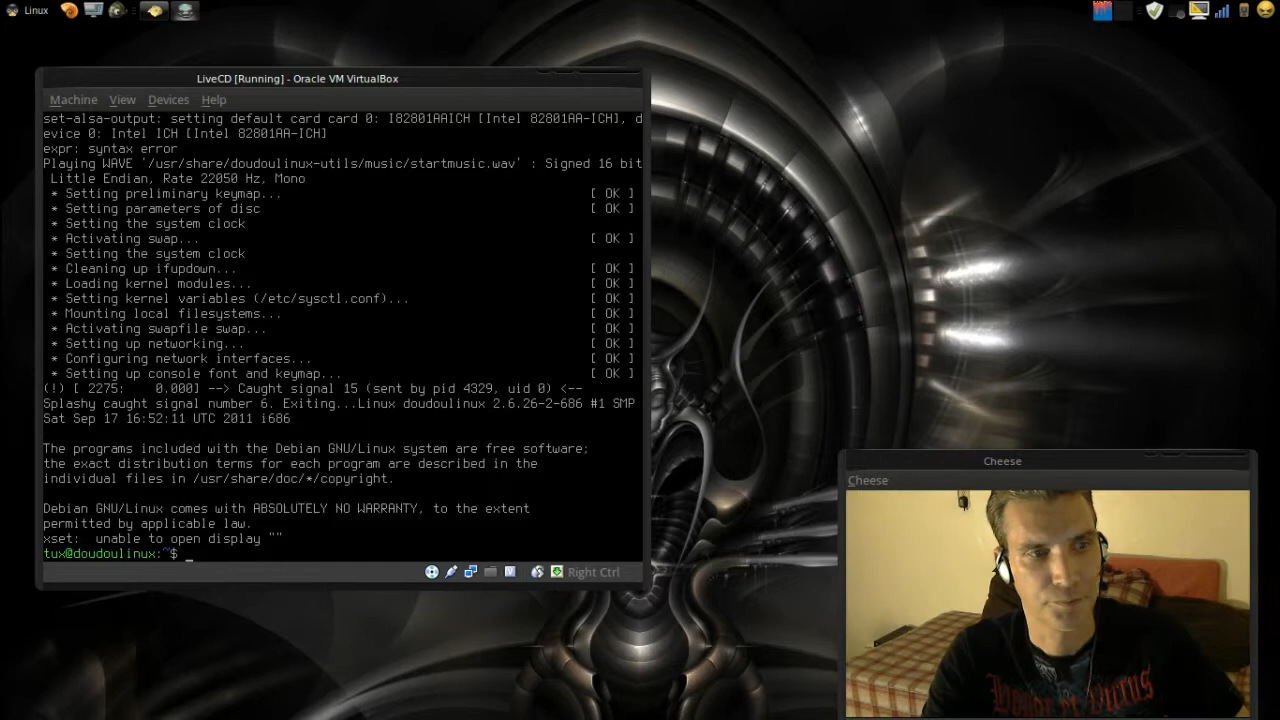 Linux
LiveCD [Running] - Oracle VM VirtualBox
Machine View Devices Help
set-alsa-output: setting default card card 0: I82801AAICH [Intel 82801AA-ICH], d
evice 0: Intel ICH [Intel 82801AA-ICH]
expr: syntax error
Playing WAVE '/usr/share/doudoulinux-utils/music/startmusic.wav' : Signed 16 bit
Little Endian, Rate 22050 Hz, Mono
* Setting preliminary keymap... [ OK ]
* Setting parameters of disc [ OK ]
* Setting the system clock
* Activating swap... [ OK ]
* Setting the system clock
* Cleaning up ifupdown... [ OK ]
* Loading kernel modules... [ OK ]
* Setting kernel variables (/etc/sysctl.conf)... [ OK ]
* Mounting local filesystems... [ OK ]
* Activating swapfile swap... [ OK ]
* Setting up networking... [ OK ]
* Configuring network interfaces... [ OK ]
* Setting up console font and keymap... [ OK ]
(!) [ 2275: 0.000] --> Caught signal 15 (sent by pid 4329, uid 0) <--
Splashy caught signal number 6. Exiting...Linux doudoulinux 2.6.26-2-686 #1 SMP
Sat Sep 17 16:52:11 UTC 2011 i686
The programs included with the Debian GNU/Linux system are free software;
the exact distribution terms for each program are described in the
individual files in /usr/share/doc/*/copyright.
Debian GNU/Linux comes with ABSOLUTELY NO WARRANTY, to the extent
permitted by applicable law.
xset: unable to open display ""
tux@doudoulinux:~$ _
Right Ctrl
Cheese
Cheese